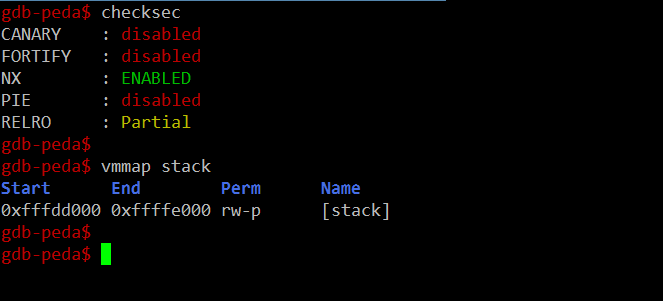 gdb-peda$ checksec
CANARY    : disabled
FORTIFY   : disabled
NX        : ENABLED
PIE       : disabled
RELRO     : Partial
gdb-peda$
gdb-peda$ vmmap stack
Start      End        Perm      Name
0xfffdd000 0xffffe000 rw-p      [stack]
gdb-peda$
gdb-peda$